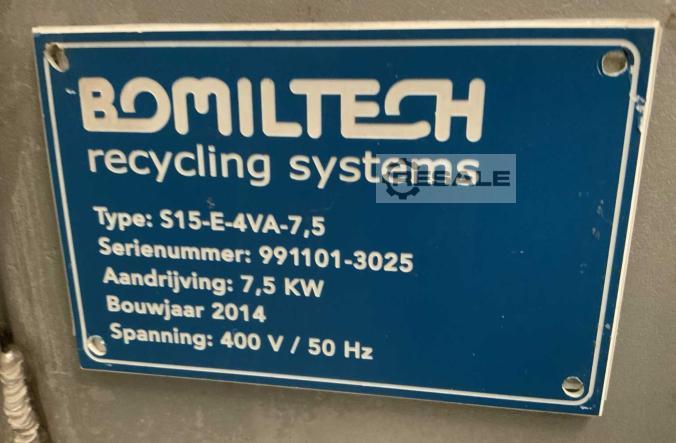 BOMILTECH
recycling systems
RESALE
Type: S15-E-4VA-7,5
Serienummer: 991101-3025
Aandrijving: 7,5 KW
Bouwjaar 2014
Spanning: 400 V / 50 Hz